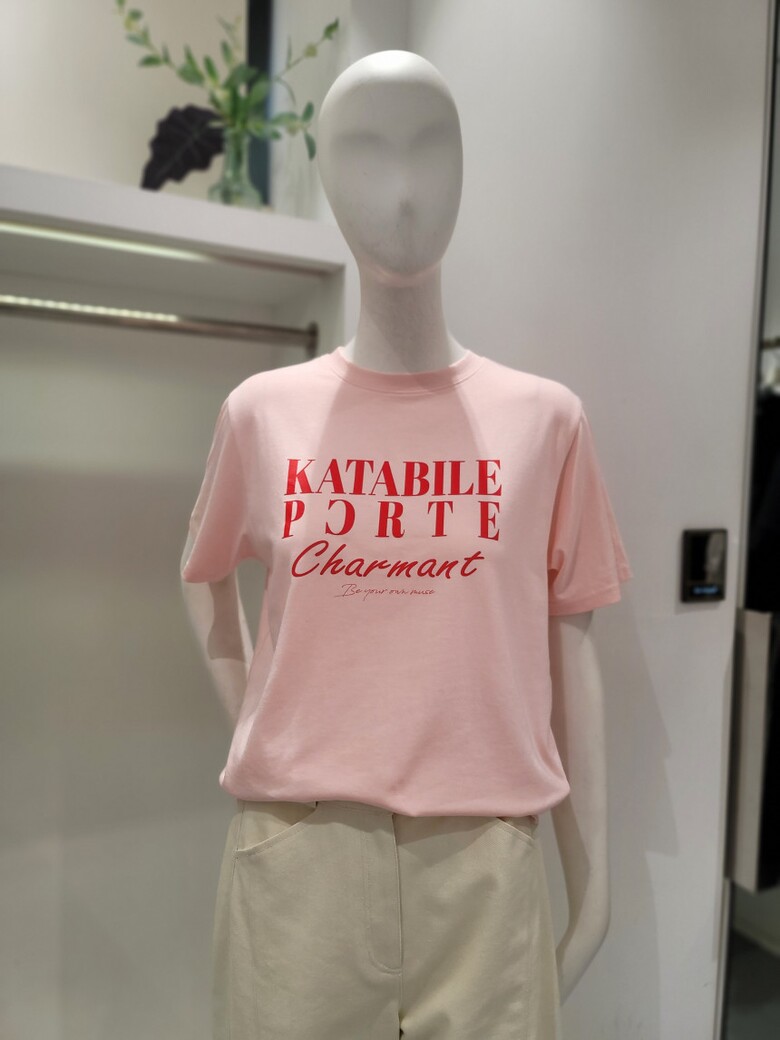 KATABILE
PƆRTE
Charmant
Be your own muse